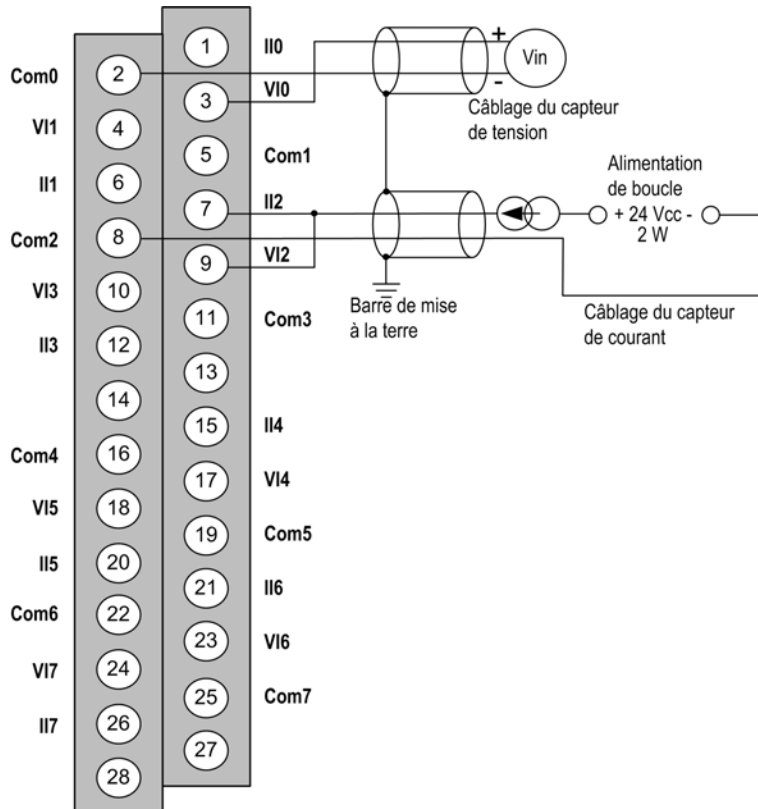 1
II0
Com0
2
3
VI0
+
-
Vin
Câblage du capteur
de tension
VI1
4
5
Com1
II1
6
7
II2
Alimentation
de boucle
+ 24 Vcc -
2 W
Com2
8
9
VI2
VI3
10
11
Com3
Barre de mise
à la terre
Câblage du capteur
de courant
II3
12
13
14
15
II4
Com4
16
17
VI4
VI5
18
19
Com5
II5
20
21
II6
Com6
22
23
VI6
VI7
24
25
Com7
II7
26
27
28